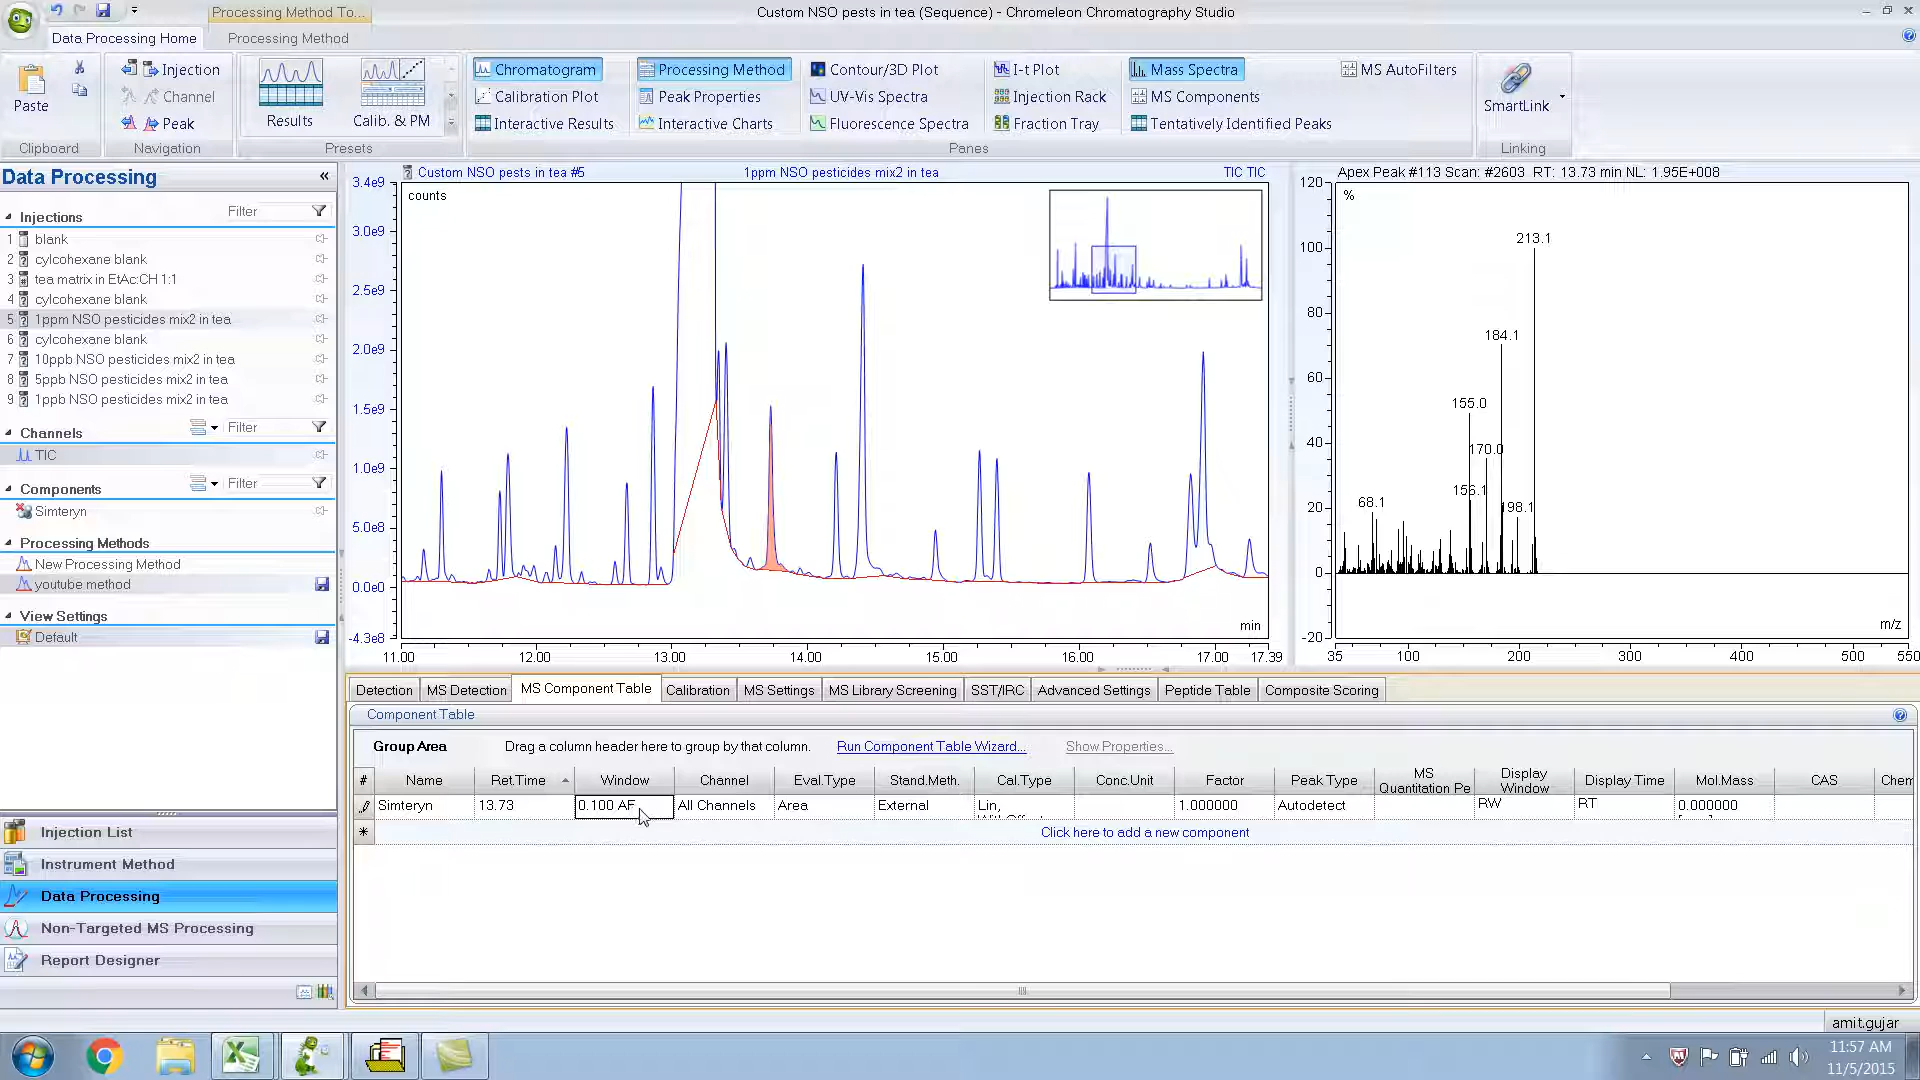 Processing Method To...
Custom NSO pests in tea (Sequence) - Chromeleon Chromatography Studio
Data Processing Home
Processing Method
Paste
Clipboard
Injection
Channel
Peak
Navigation
Results
Calib. & PM
Presets
Chromatogram
Calibration Plot
Interactive Results
Processing Method
Peak Properties
Interactive Charts
Contour/3D Plot
UV-Vis Spectra
Fluorescence Spectra
I-t Plot
Injection Rack
Fraction Tray
Mass Spectra
MS Components
Tentatively Identified Peaks
MS AutoFilters
Panes
SmartLink
Linking
Data Processing «
Injections Filter
1 blank
2 cylcohexane blank
3 tea matrix in EtAc:CH 1:1
4 cylcohexane blank
5 1ppm NSO pesticides mix2 in tea
6 cylcohexane blank
7 10ppb NSO pesticides mix2 in tea
8 5ppb NSO pesticides mix2 in tea
9 1ppb NSO pesticides mix2 in tea
Channels Filter
TIC
Components Filter
Simteryn
Processing Methods
New Processing Method
youtube method
View Settings
Default
Injection List
Instrument Method
Data Processing
Non-Targeted MS Processing
Report Designer
Custom NSO pests in tea #5 1ppm NSO pesticides mix2 in tea TIC TIC
counts
3.4e9
3.0e9
2.5e9
2.0e9
1.5e9
1.0e9
5.0e8
0.0e0
-4.3e8
min
11.00 12.00 13.00 14.00 15.00 16.00 17.00 17.39
Apex Peak #113 Scan: #2603 RT: 13.73 min NL: 1.95E+008
%
120
100
80
60
40
20
0
-20
213.1
184.1
155.0
170.0
156.1
198.1
68.1
m/z
35 100 200 300 400 500 550
Detection MS Detection MS Component Table Calibration MS Settings MS Library Screening SST/IRC Advanced Settings Peptide Table Composite Scoring
Component Table
Group Area Drag a column header here to group by that column. Run Component Table Wizard... Show Properties...
# Name Ret.Time Window Channel Eval.Type Stand.Meth. Cal.Type Conc.Unit Factor Peak Type MS Quantitation Pe Display Window Display Time Mol.Mass CAS Chem
Simteryn 13.73 0.100 AF All Channels Area External Lin, 1.000000 Autodetect RW RT 0.000000
Click here to add a new component
amit.gujar
11:57 AM
11/5/2015